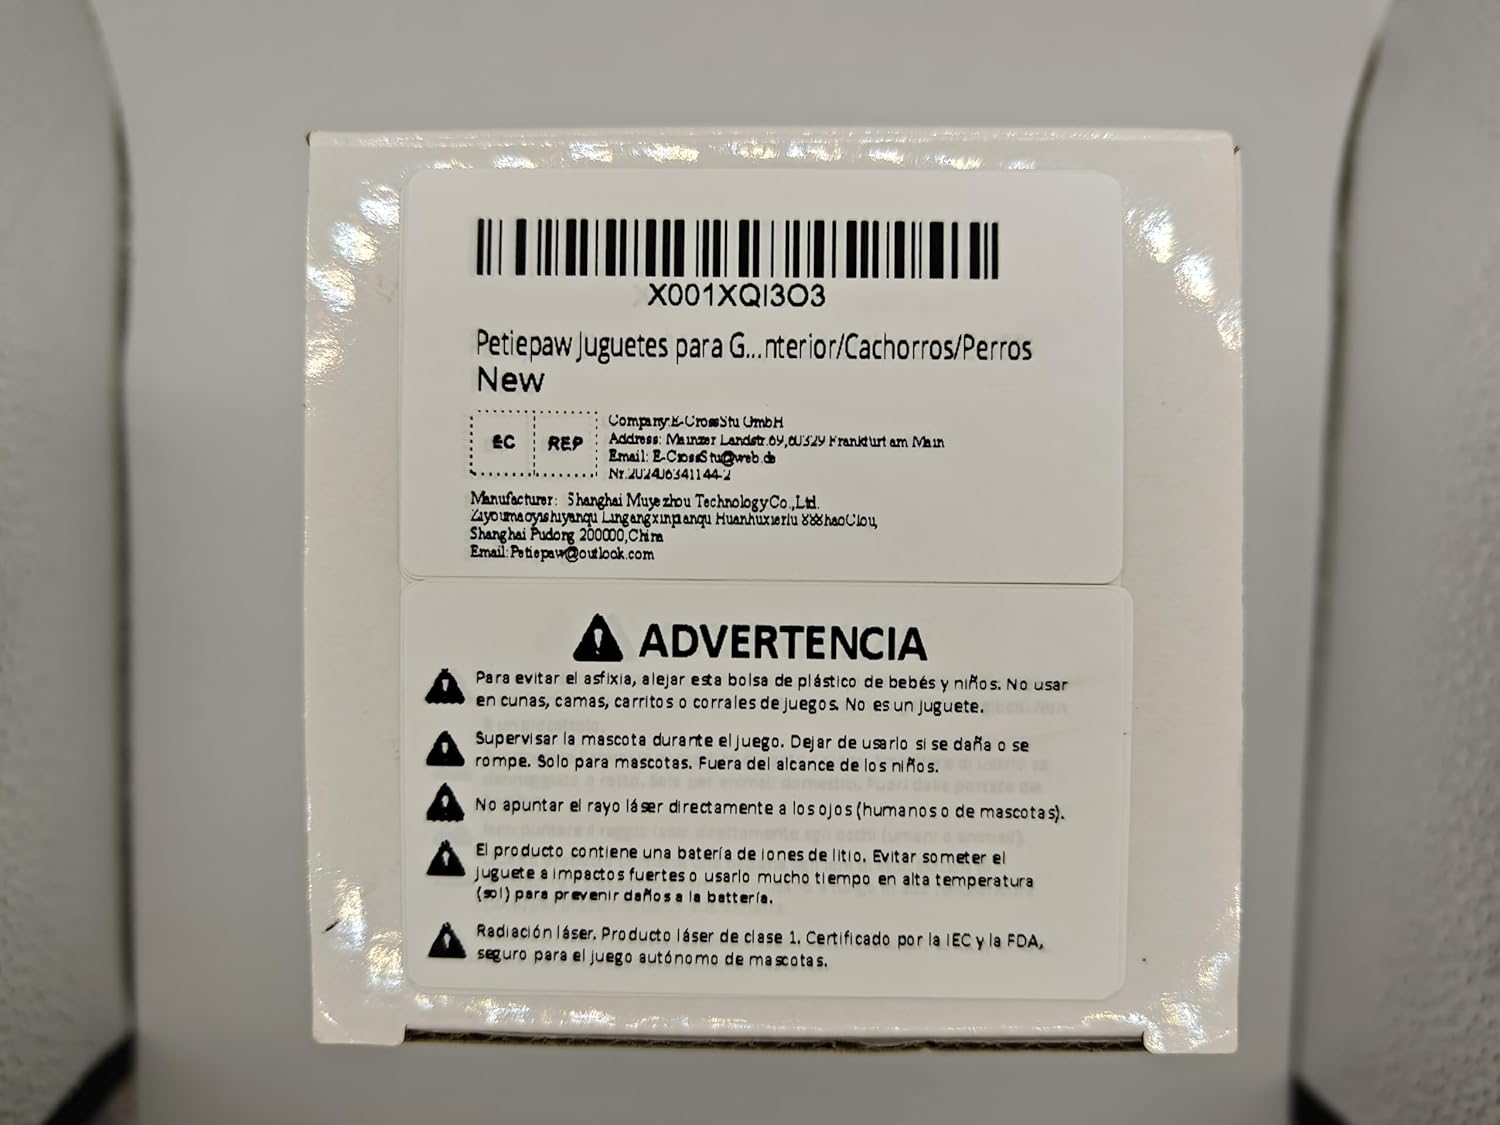 X001XQI3O3
Petiepaw Juguetes para G...nterior/Cachorros/Perros
New
EC REP
Company:E-CrossStu GmbH
Address: Mainzer Landstr.69,60329 Frankfurt am Main
Email: E-CrossStu@web.de
Nr.202406341144-2
Manufacturer: Shanghai Muyezhou Technology Co.,Ltd.
Ziyoumaoyishiyanqu Lingangxinpianqu Huanhuxierlu 888hao
Shanghai Pudong 200000,China
Email:Petiepaw@outlook.com
ADVERTENCIA
Para evitar el asfixia, alejar esta bolsa de plástico de bebés y niños. No usar
en cunas, camas, carritos o corrales de juegos. No es un juguete.
Supervisar la mascota durante el juego. Dejar de usarlo si se daña o se
rompe. Solo para mascotas. Fuera del alcance de los niños.
No apuntar el rayo láser directamente a los ojos (humanos o de mascotas).
El producto contiene una batería de iones de litio. Evitar someter el
juguete a impactos fuertes o usarlo mucho tiempo en alta temperatura
(sol) para prevenir daños a la battería.
Radiación láser. Producto láser de clase 1. Certificado por la IEC y la FDA,
seguro para el juego autónomo de mascotas.